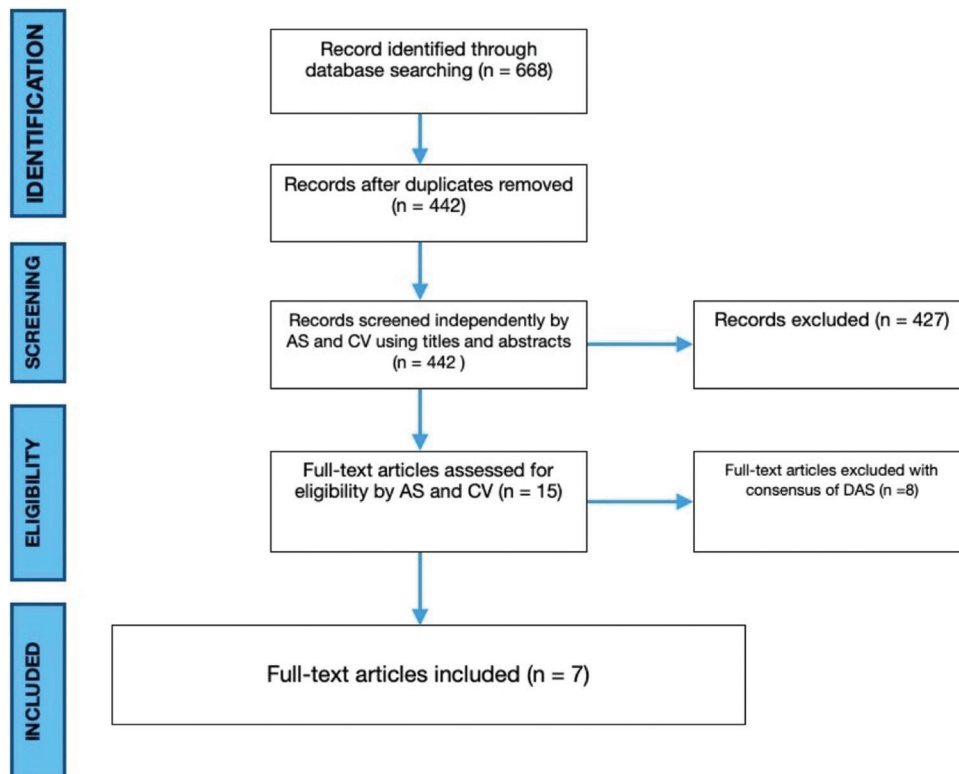 IDENTIFICATION
Record identified through
database searching (n = 668)
Records after duplicates removed
(n = 442)
SCREENING
Records screened independently by
AS and CV using titles and abstracts
(n = 442 )
Records excluded (n = 427)
ELIGIBILITY
Full-text articles assessed for
eligibility by AS and CV (n = 15)
Full-text articles excluded with
consensus of DAS (n =8)
INCLUDED
Full-text articles included (n = 7)